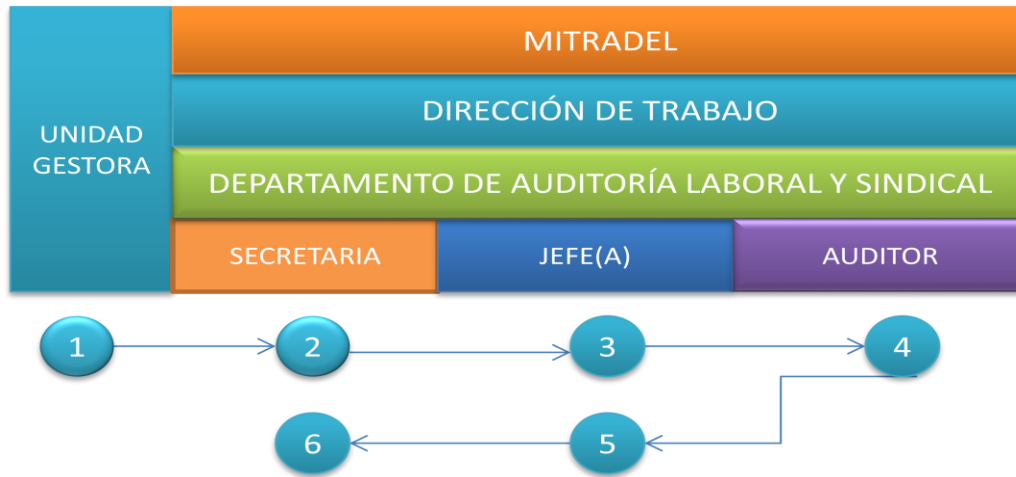 MITRADEL
UNIDAD
GESTORA
DIRECCIÓN DE TRABAJO
DEPARTAMENTO DE AUDITORÍA LABORAL Y SINDICAL
SECRETARIA
JEFE(A)
AUDITOR
1
2
3
4
6
5